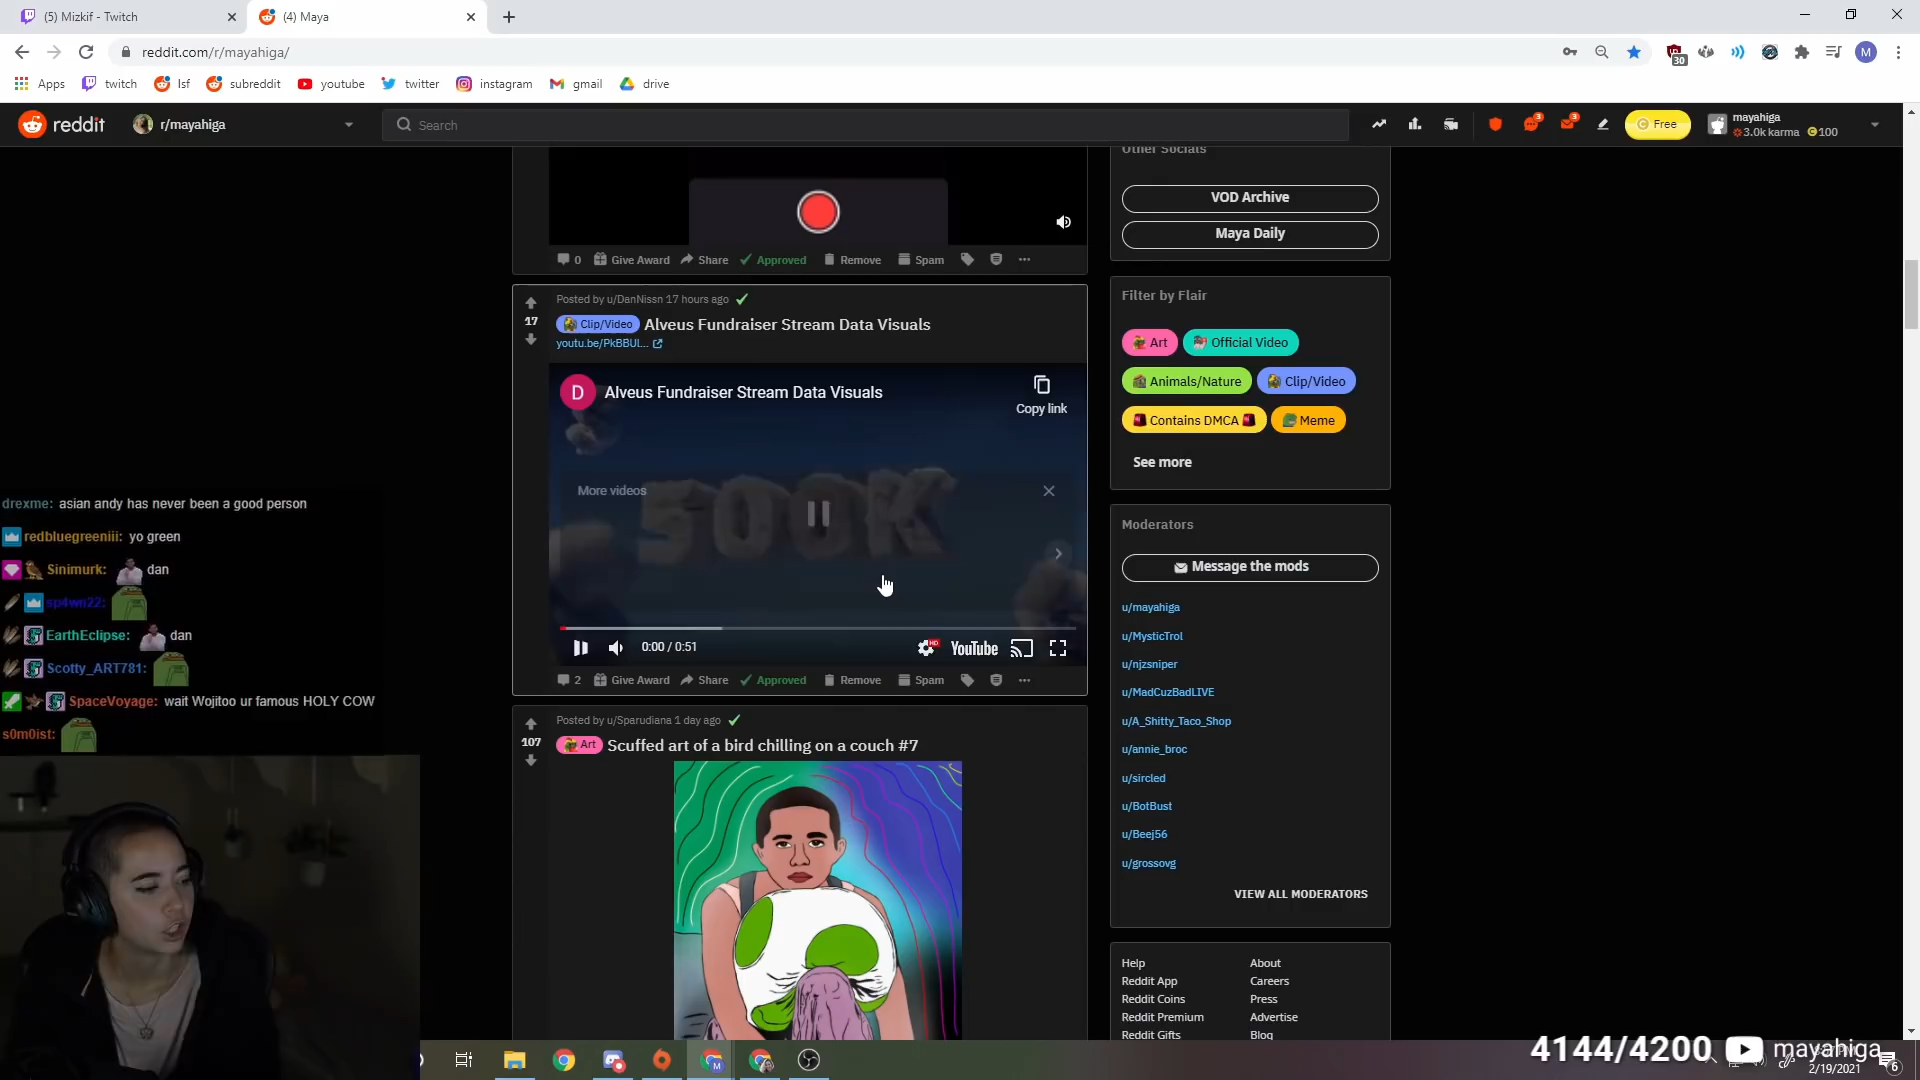 (5) Mizkif - Twitch
(4) Maya
reddit.com/r/mayahiga/
30
M
Apps
twitch
lsf
subreddit
youtube
twitter
instagram
gmail
drive
reddit
r/mayahiga
Search
3
3
Free
mayahiga
3.0k karma
100
0
Give Award
Share
Approved
Remove
Spam
17
Posted by u/DanNissn 17 hours ago
Clip/Video
Alveus Fundraiser Stream Data Visuals
youtu.be/PkBBUl...
D
Alveus Fundraiser Stream Data Visuals
Copy link
More videos
500K
0:00 / 0:51
HD
YouTube
2
Give Award
Share
Approved
Remove
Spam
107
Posted by u/Sparudiana 1 day ago
Art
Scuffed art of a bird chilling on a couch #7
Other Socials
VOD Archive
Maya Daily
Filter by Flair
Art
Official Video
Animals/Nature
Clip/Video
Contains DMCA
Meme
See more
Moderators
Message the mods
u/mayahiga
u/MysticTrol
u/njzsniper
u/MadCuzBadLIVE
u/A_Shitty_Taco_Shop
u/annie_broc
u/sircled
u/BotBust
u/Beej56
u/grossovg
VIEW ALL MODERATORS
Help
About
Reddit App
Careers
Reddit Coins
Press
Reddit Premium
Advertise
Reddit Gifts
Blog
drexme: asian andy has never been a good person
redbluegreeniii: yo green
Sinimurk: dan
sp4wn22:
EarthEclipse: dan
Scotty_ART781:
SpaceVoyage: wait Wojitoo ur famous HOLY COW
s0m0ist:
4144/4200
mayahiga
2/19/2021
6